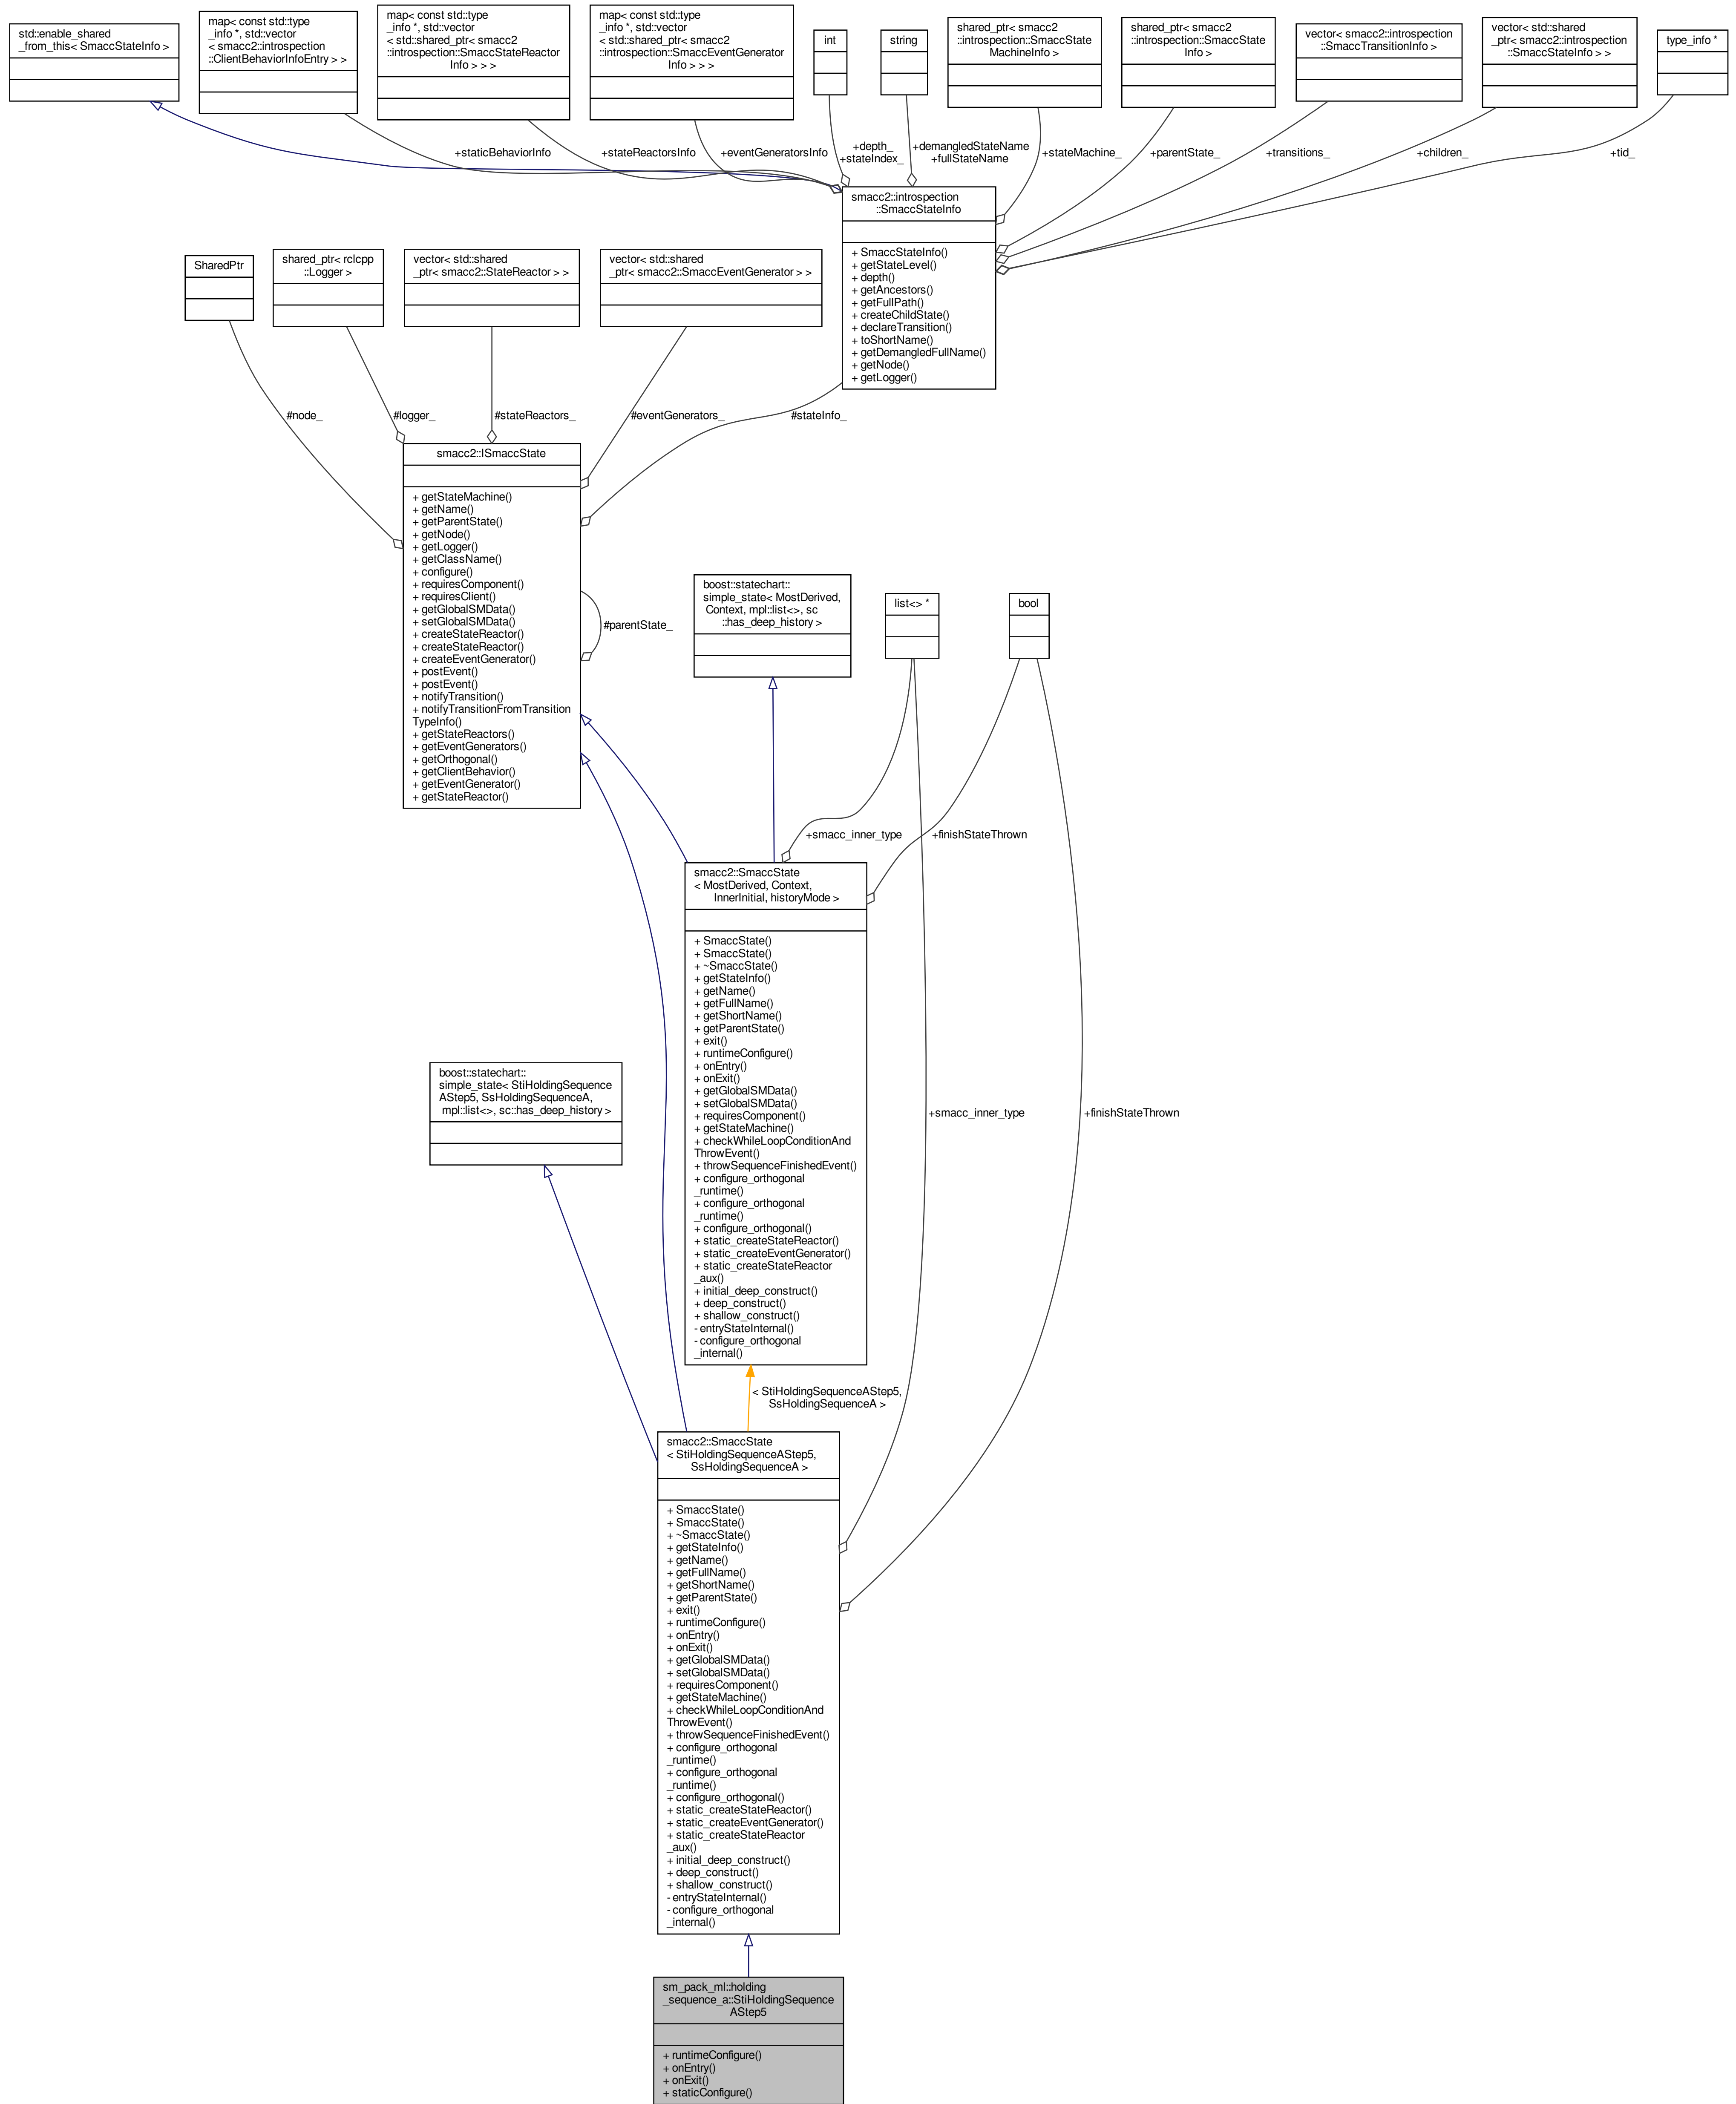 std::enable_shared
_from_this< SmaccStateInfo >
map< const std::type
_info *, std::vector
< smacc2::introspection
::ClientBehaviorInfoEntry > >
map< const std::type
_info *, std::vector
< std::shared_ptr< smacc2
::introspection::SmaccStateReactor
Info > > >
map< const std::type
_info *, std::vector
< std::shared_ptr< smacc2
::introspection::SmaccEventGenerator
Info > > >
int
string
shared_ptr< smacc2
::introspection::SmaccState
MachineInfo >
shared_ptr< smacc2
::introspection::SmaccState
Info >
vector< smacc2::introspection
::SmaccTransitionInfo >
vector< std::shared
_ptr< smacc2::introspection
::SmaccStateInfo > >
type_info *
+staticBehaviorInfo
+stateReactorsInfo
+eventGeneratorsInfo
+depth_
+stateIndex_
+demangledStateName
+fullStateName
+stateMachine_
+parentState_
+transitions_
+children_
+tid_
smacc2::introspection
::SmaccStateInfo
+ SmaccStateInfo()
+ getStateLevel()
+ depth()
+ getAncestors()
+ getFullPath()
+ createChildState()
+ declareTransition()
+ toShortName()
+ getDemangledFullName()
+ getNode()
+ getLogger()
SharedPtr
shared_ptr< rclcpp
::Logger >
vector< std::shared
_ptr< smacc2::StateReactor > >
vector< std::shared
_ptr< smacc2::SmaccEventGenerator > >
#node_
#logger_
#stateReactors_
#eventGenerators_
#stateInfo_
smacc2::ISmaccState
+ getStateMachine()
+ getName()
+ getParentState()
+ getNode()
+ getLogger()
+ getClassName()
+ configure()
+ requiresComponent()
+ requiresClient()
+ getGlobalSMData()
+ setGlobalSMData()
+ createStateReactor()
+ createStateReactor()
+ createEventGenerator()
+ postEvent()
+ postEvent()
+ notifyTransition()
+ notifyTransitionFromTransition
TypeInfo()
+ getStateReactors()
+ getEventGenerators()
+ getOrthogonal()
+ getClientBehavior()
+ getEventGenerator()
+ getStateReactor()
#parentState_
boost::statechart::
simple_state< MostDerived,
Context, mpl::list<>, sc
::has_deep_history >
list<> *
bool
+smacc_inner_type
+finishStateThrown
smacc2::SmaccState
< MostDerived, Context,
InnerInitial, historyMode >
+ SmaccState()
+ SmaccState()
+ ~SmaccState()
+ getStateInfo()
+ getName()
+ getFullName()
+ getShortName()
+ getParentState()
+ exit()
+ runtimeConfigure()
+ onEntry()
+ onExit()
+ getGlobalSMData()
+ setGlobalSMData()
+ requiresComponent()
+ getStateMachine()
+ checkWhileLoopConditionAnd
ThrowEvent()
+ throwSequenceFinishedEvent()
+ configure_orthogonal
_runtime()
+ configure_orthogonal
_runtime()
+ configure_orthogonal()
+ static_createStateReactor()
+ static_createEventGenerator()
+ static_createStateReactor
_aux()
+ initial_deep_construct()
+ deep_construct()
+ shallow_construct()
- entryStateInternal()
- configure_orthogonal
_internal()
boost::statechart::
simple_state< StiHoldingSequence
AStep5, SsHoldingSequenceA,
mpl::list<>, sc::has_deep_history >
+smacc_inner_type
+finishStateThrown
< StiHoldingSequenceAStep5,
SsHoldingSequenceA >
smacc2::SmaccState
< StiHoldingSequenceAStep5,
SsHoldingSequenceA >
+ SmaccState()
+ SmaccState()
+ ~SmaccState()
+ getStateInfo()
+ getName()
+ getFullName()
+ getShortName()
+ getParentState()
+ exit()
+ runtimeConfigure()
+ onEntry()
+ onExit()
+ getGlobalSMData()
+ setGlobalSMData()
+ requiresComponent()
+ getStateMachine()
+ checkWhileLoopConditionAnd
ThrowEvent()
+ throwSequenceFinishedEvent()
+ configure_orthogonal
_runtime()
+ configure_orthogonal
_runtime()
+ configure_orthogonal()
+ static_createStateReactor()
+ static_createEventGenerator()
+ static_createStateReactor
_aux()
+ initial_deep_construct()
+ deep_construct()
+ shallow_construct()
- entryStateInternal()
- configure_orthogonal
_internal()
sm_pack_ml::holding
_sequence_a::StiHoldingSequence
AStep5
+ runtimeConfigure()
+ onEntry()
+ onExit()
+ staticConfigure()